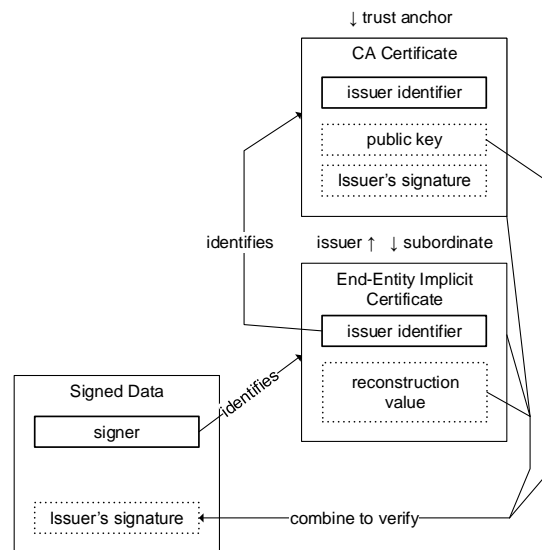 ↓ trust anchor
CA Certificate
issuer identifier
public key
Issuer's signature
identifies
issuer ↑ ↓ subordinate
End-Entity Implicit
Certificate
issuer identifier
reconstruction
value
identifies
Signed Data
signer
Issuer's signature
combine to verify